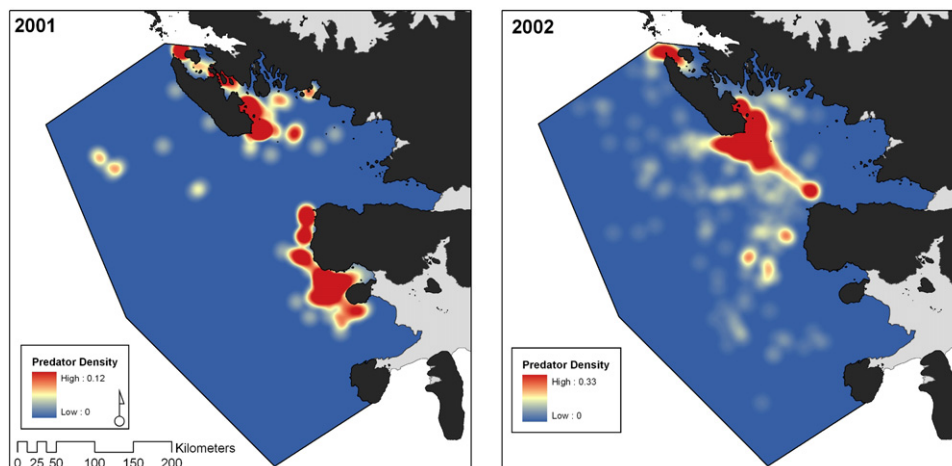 2001
Predator Density
High : 0.12
Low : 0
0 25 50 100 150 200
Kilometers
2002
Predator Density
High : 0.33
Low : 0